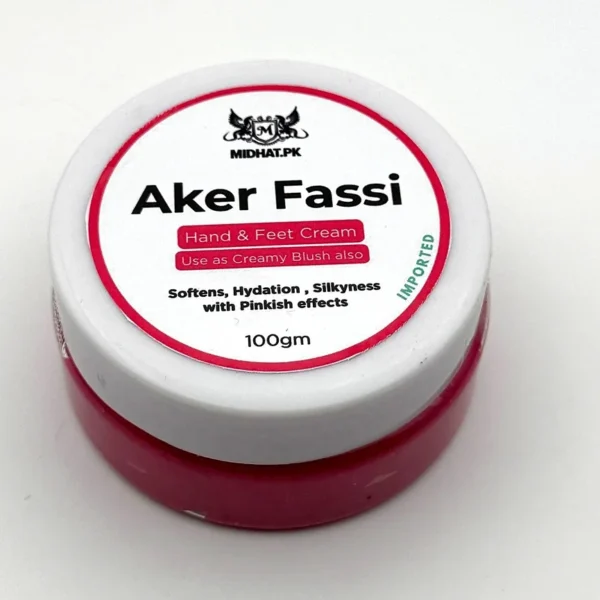 M
MIDHAT.PK
Aker Fassi
Hand & Feet Cream
Use as Creamy Blush also
Softens, Hydation , Silkyness
with Pinkish effects
100gm
IMPORTED